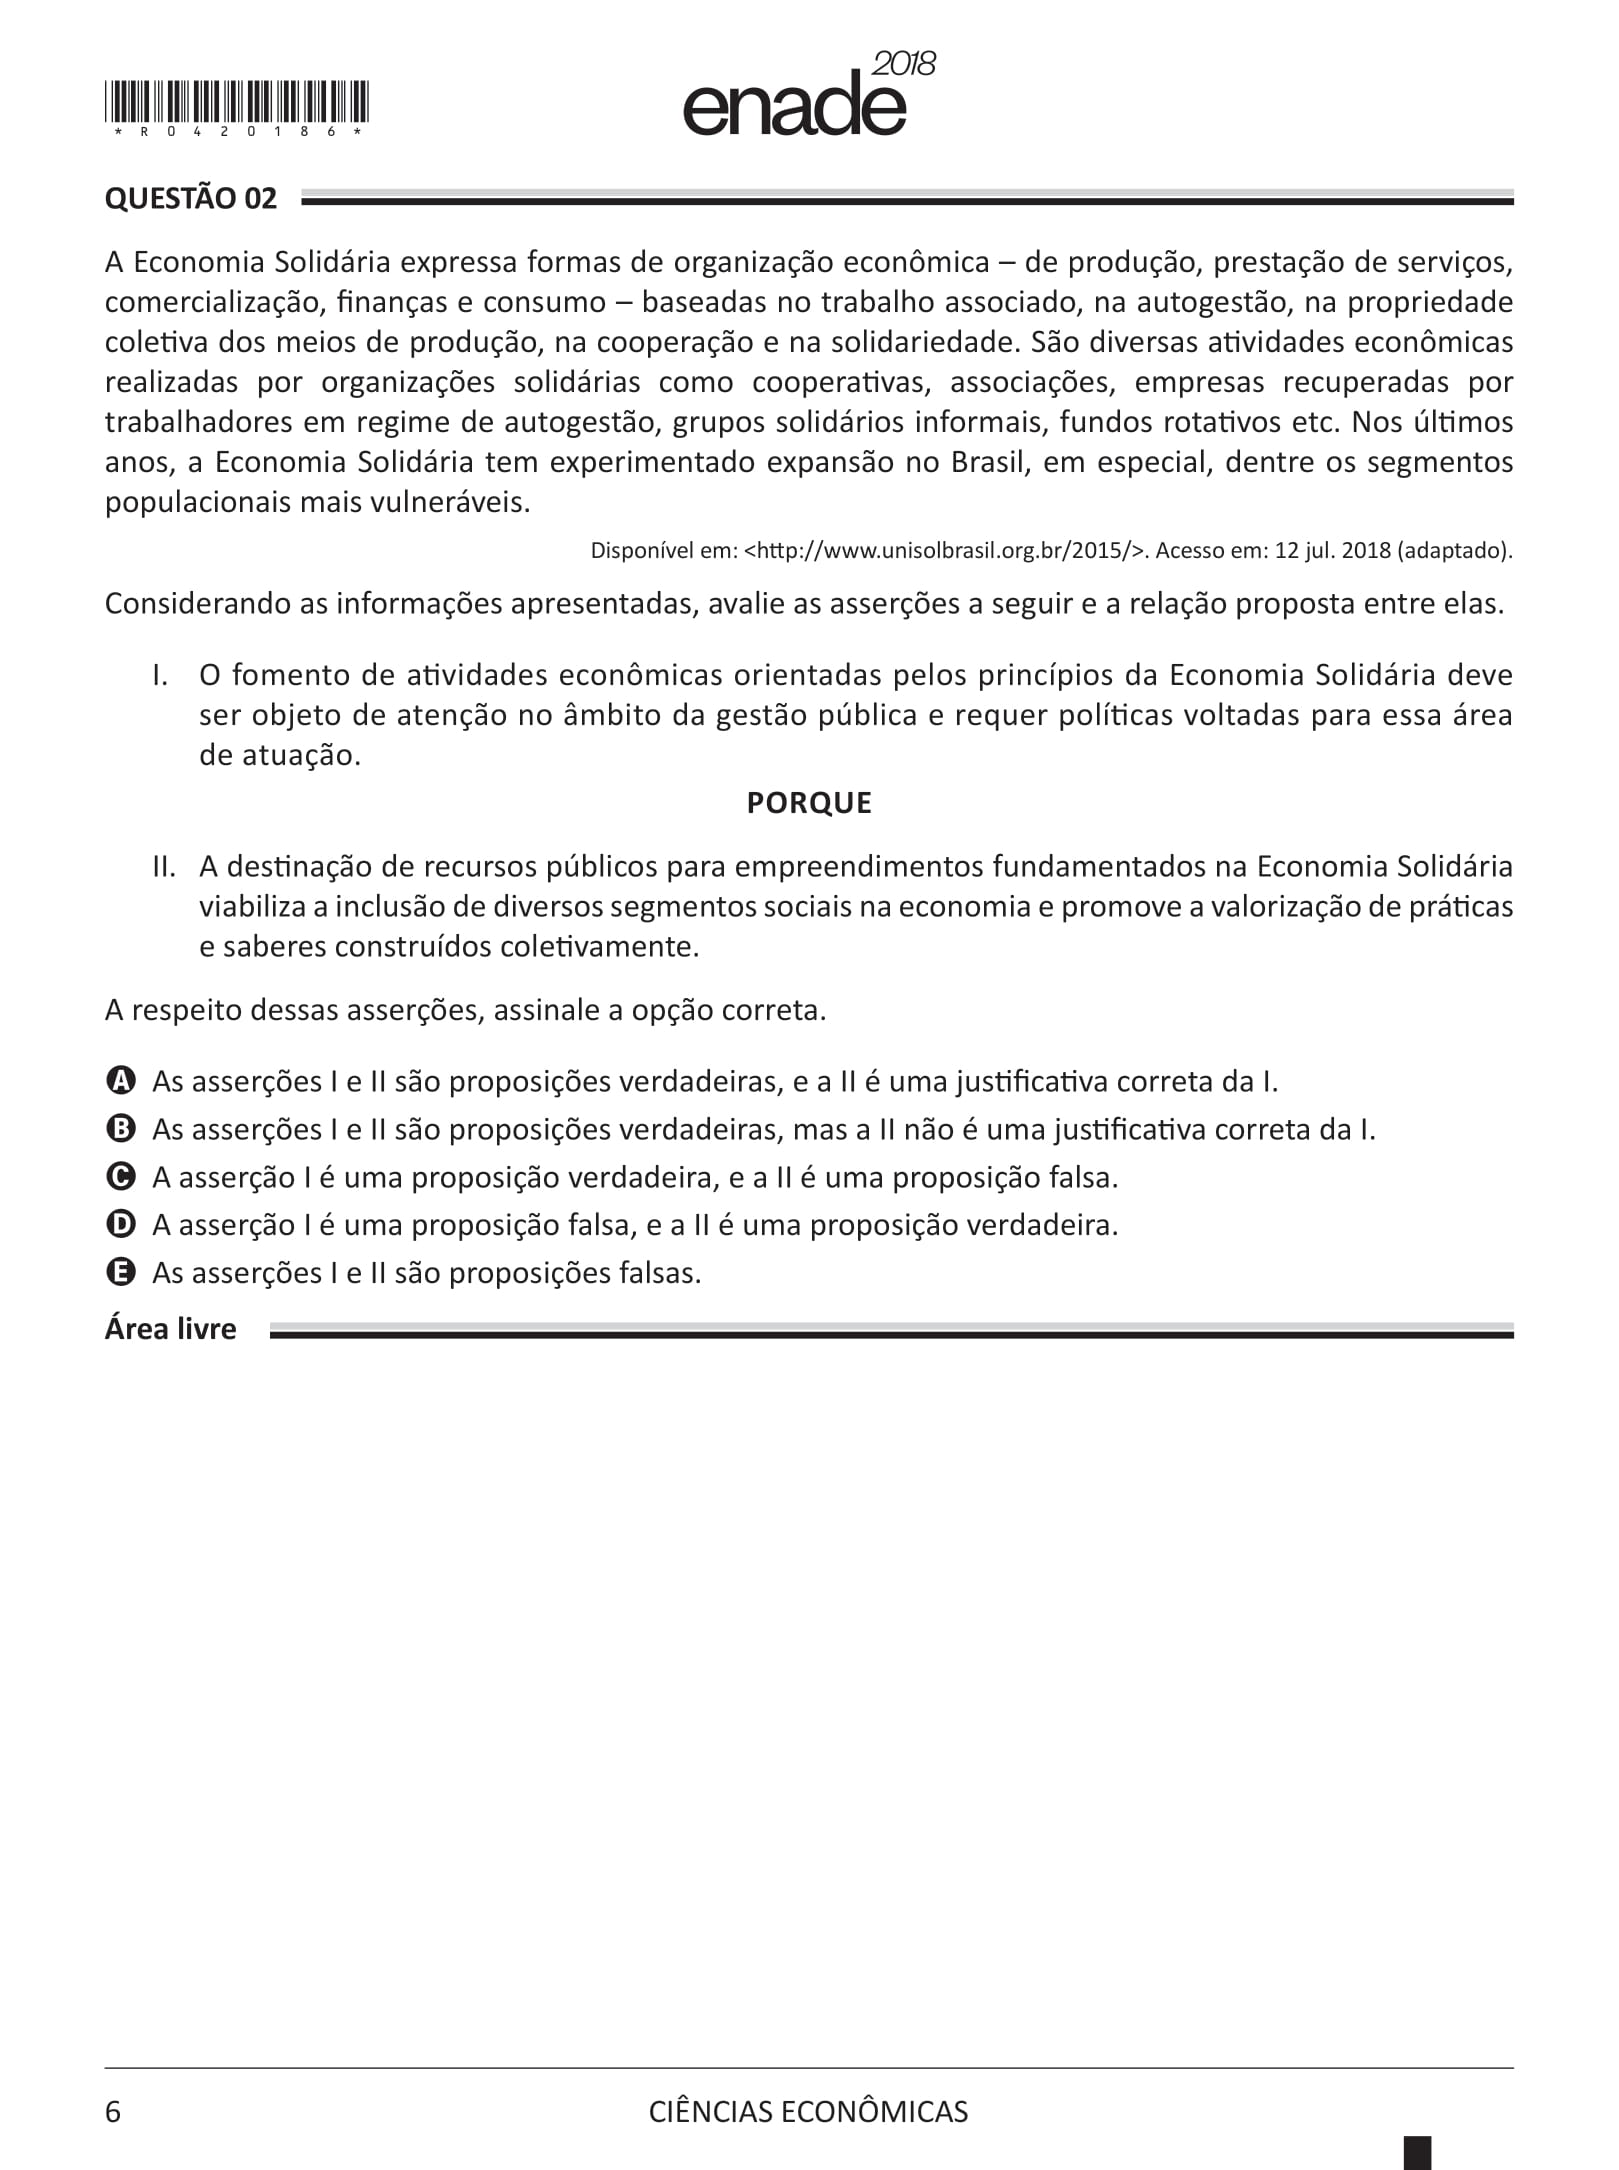 2018
enade
* R 0 4 2 0 1 8 6 *
QUESTÃO 02
A Economia Solidária expressa formas de organização econômica – de produção, prestação de serviços,
comercialização, finanças e consumo – baseadas no trabalho associado, na autogestão, na propriedade
coletiva dos meios de produção, na cooperação e na solidariedade. São diversas atividades econômicas
realizadas por organizações solidárias como cooperativas, associações, empresas recuperadas por
trabalhadores em regime de autogestão, grupos solidários informais, fundos rotativos etc. Nos últimos
anos, a Economia Solidária tem experimentado expansão no Brasil, em especial, dentre os segmentos
populacionais mais vulneráveis.
Disponível em: <http://www.unisolbrasil.org.br/2015/>. Acesso em: 12 jul. 2018 (adaptado).
Considerando as informações apresentadas, avalie as asserções a seguir e a relação proposta entre elas.
I. O fomento de atividades econômicas orientadas pelos princípios da Economia Solidária deve
ser objeto de atenção no âmbito da gestão pública e requer políticas voltadas para essa área
de atuação.
PORQUE
II. A destinação de recursos públicos para empreendimentos fundamentados na Economia Solidária
viabiliza a inclusão de diversos segmentos sociais na economia e promove a valorização de práticas
e saberes construídos coletivamente.
A respeito dessas asserções, assinale a opção correta.
A As asserções I e II são proposições verdadeiras, e a II é uma justificativa correta da I.
B As asserções I e II são proposições verdadeiras, mas a II não é uma justificativa correta da I.
C A asserção I é uma proposição verdadeira, e a II é uma proposição falsa.
D A asserção I é uma proposição falsa, e a II é uma proposição verdadeira.
E As asserções I e II são proposições falsas.
Área livre
6
CIÊNCIAS ECONÔMICAS